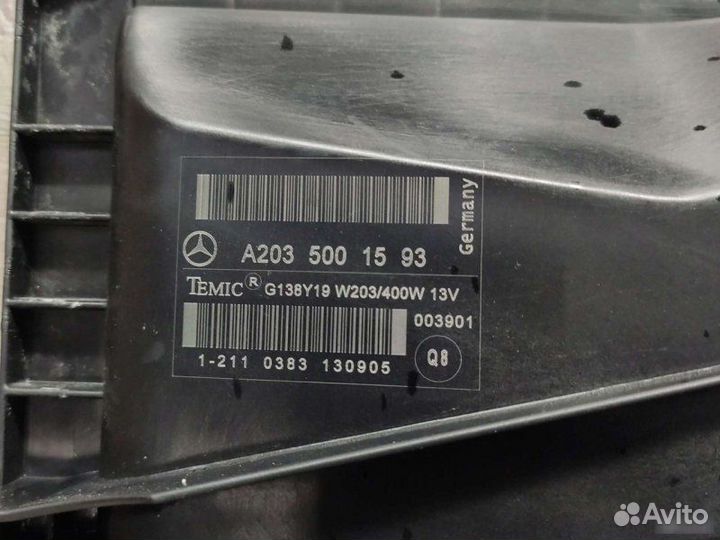 Germany
A203 500 15 93
TEMIC® G138Y19 W203/400W 13V
003901
Q8
1-211 0383 130905
Avito